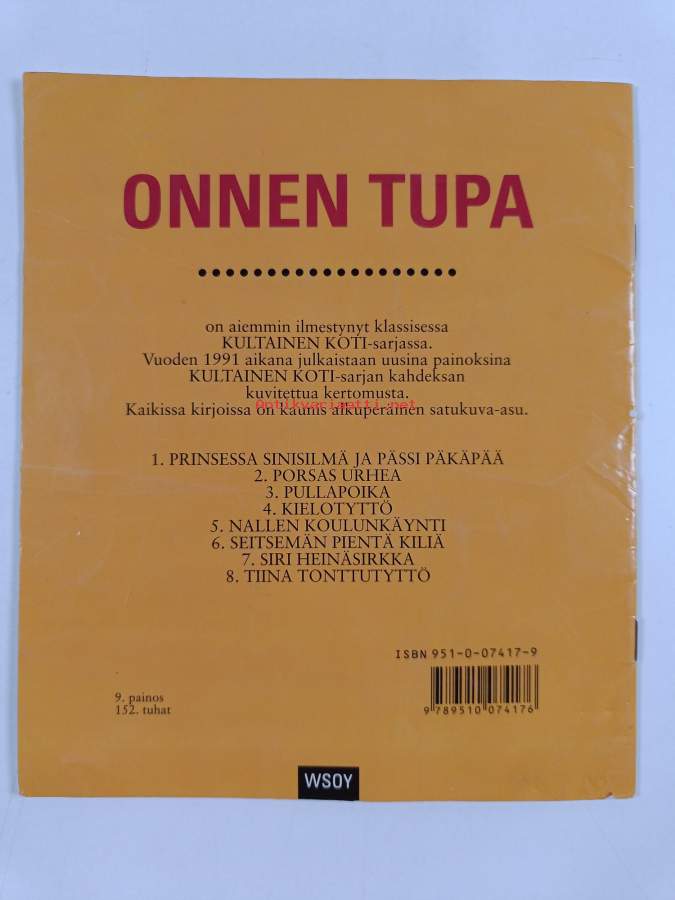 ONNEN TUPA
on aiemmin ilmestynyt klassisessa
KULTAINEN KOTI-sarjassa.
Vuoden 1991 aikana julkaistaan uusina painoksina
KULTAINEN KOTI-sarjan kahdeksan
kuvitettua kertomusta.
Antikvariaatti.net
Kaikissa kirjoissa on kaunis alkuperäinen satukuva-asu.
1. PRINSESSA SINISILMÄ JA PÄSSI PÄKÄPÄÄ
2. PORSAS URHEA
3. PULLAPOIKA
4. KIELOTYTTÖ
5. NALLEN KOULUNKÄYNTI
6. SEITSEMÄN PIENTÄ KILIÄ
7. SIRI HEINÄSIRKKA
8. TIINA TONTTUTYTTÖ
ISBN 951-0-07417-9
9 789510 074176
9. painos
152. tuhat
WSOY